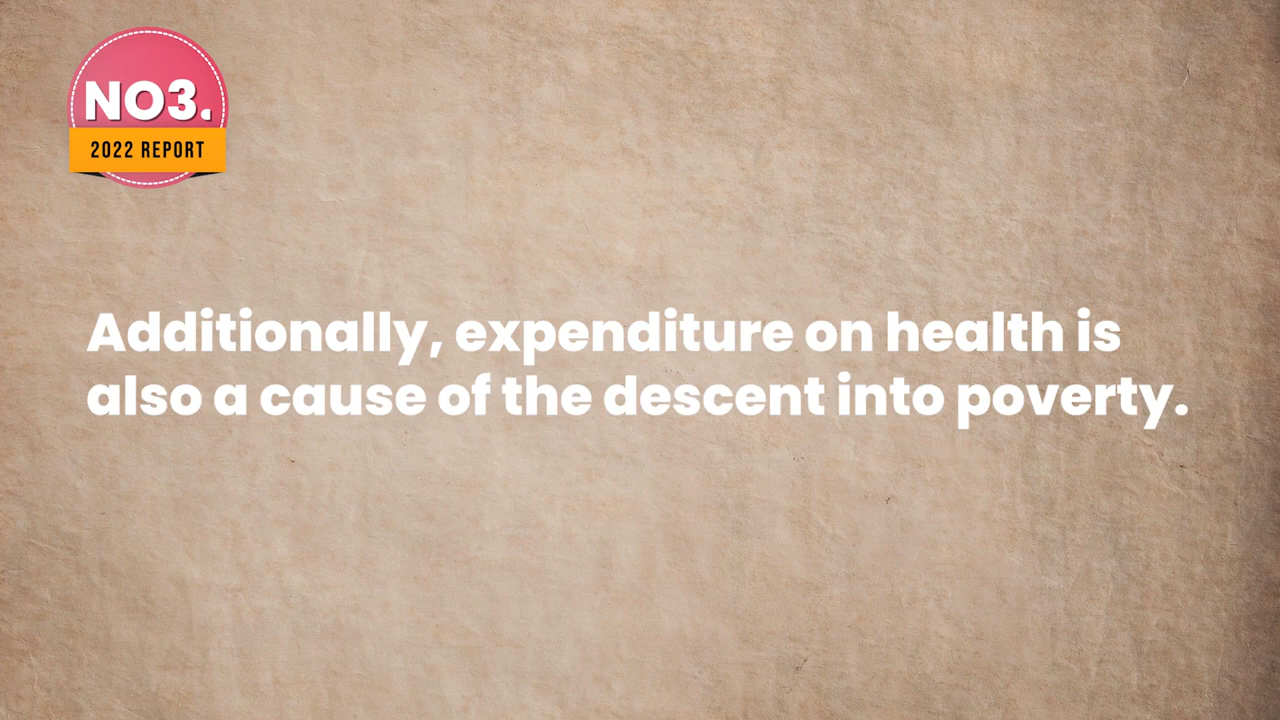 NO3.
2022 REPORT
Additionally, expenditure on health is
also a cause of the descent into poverty.